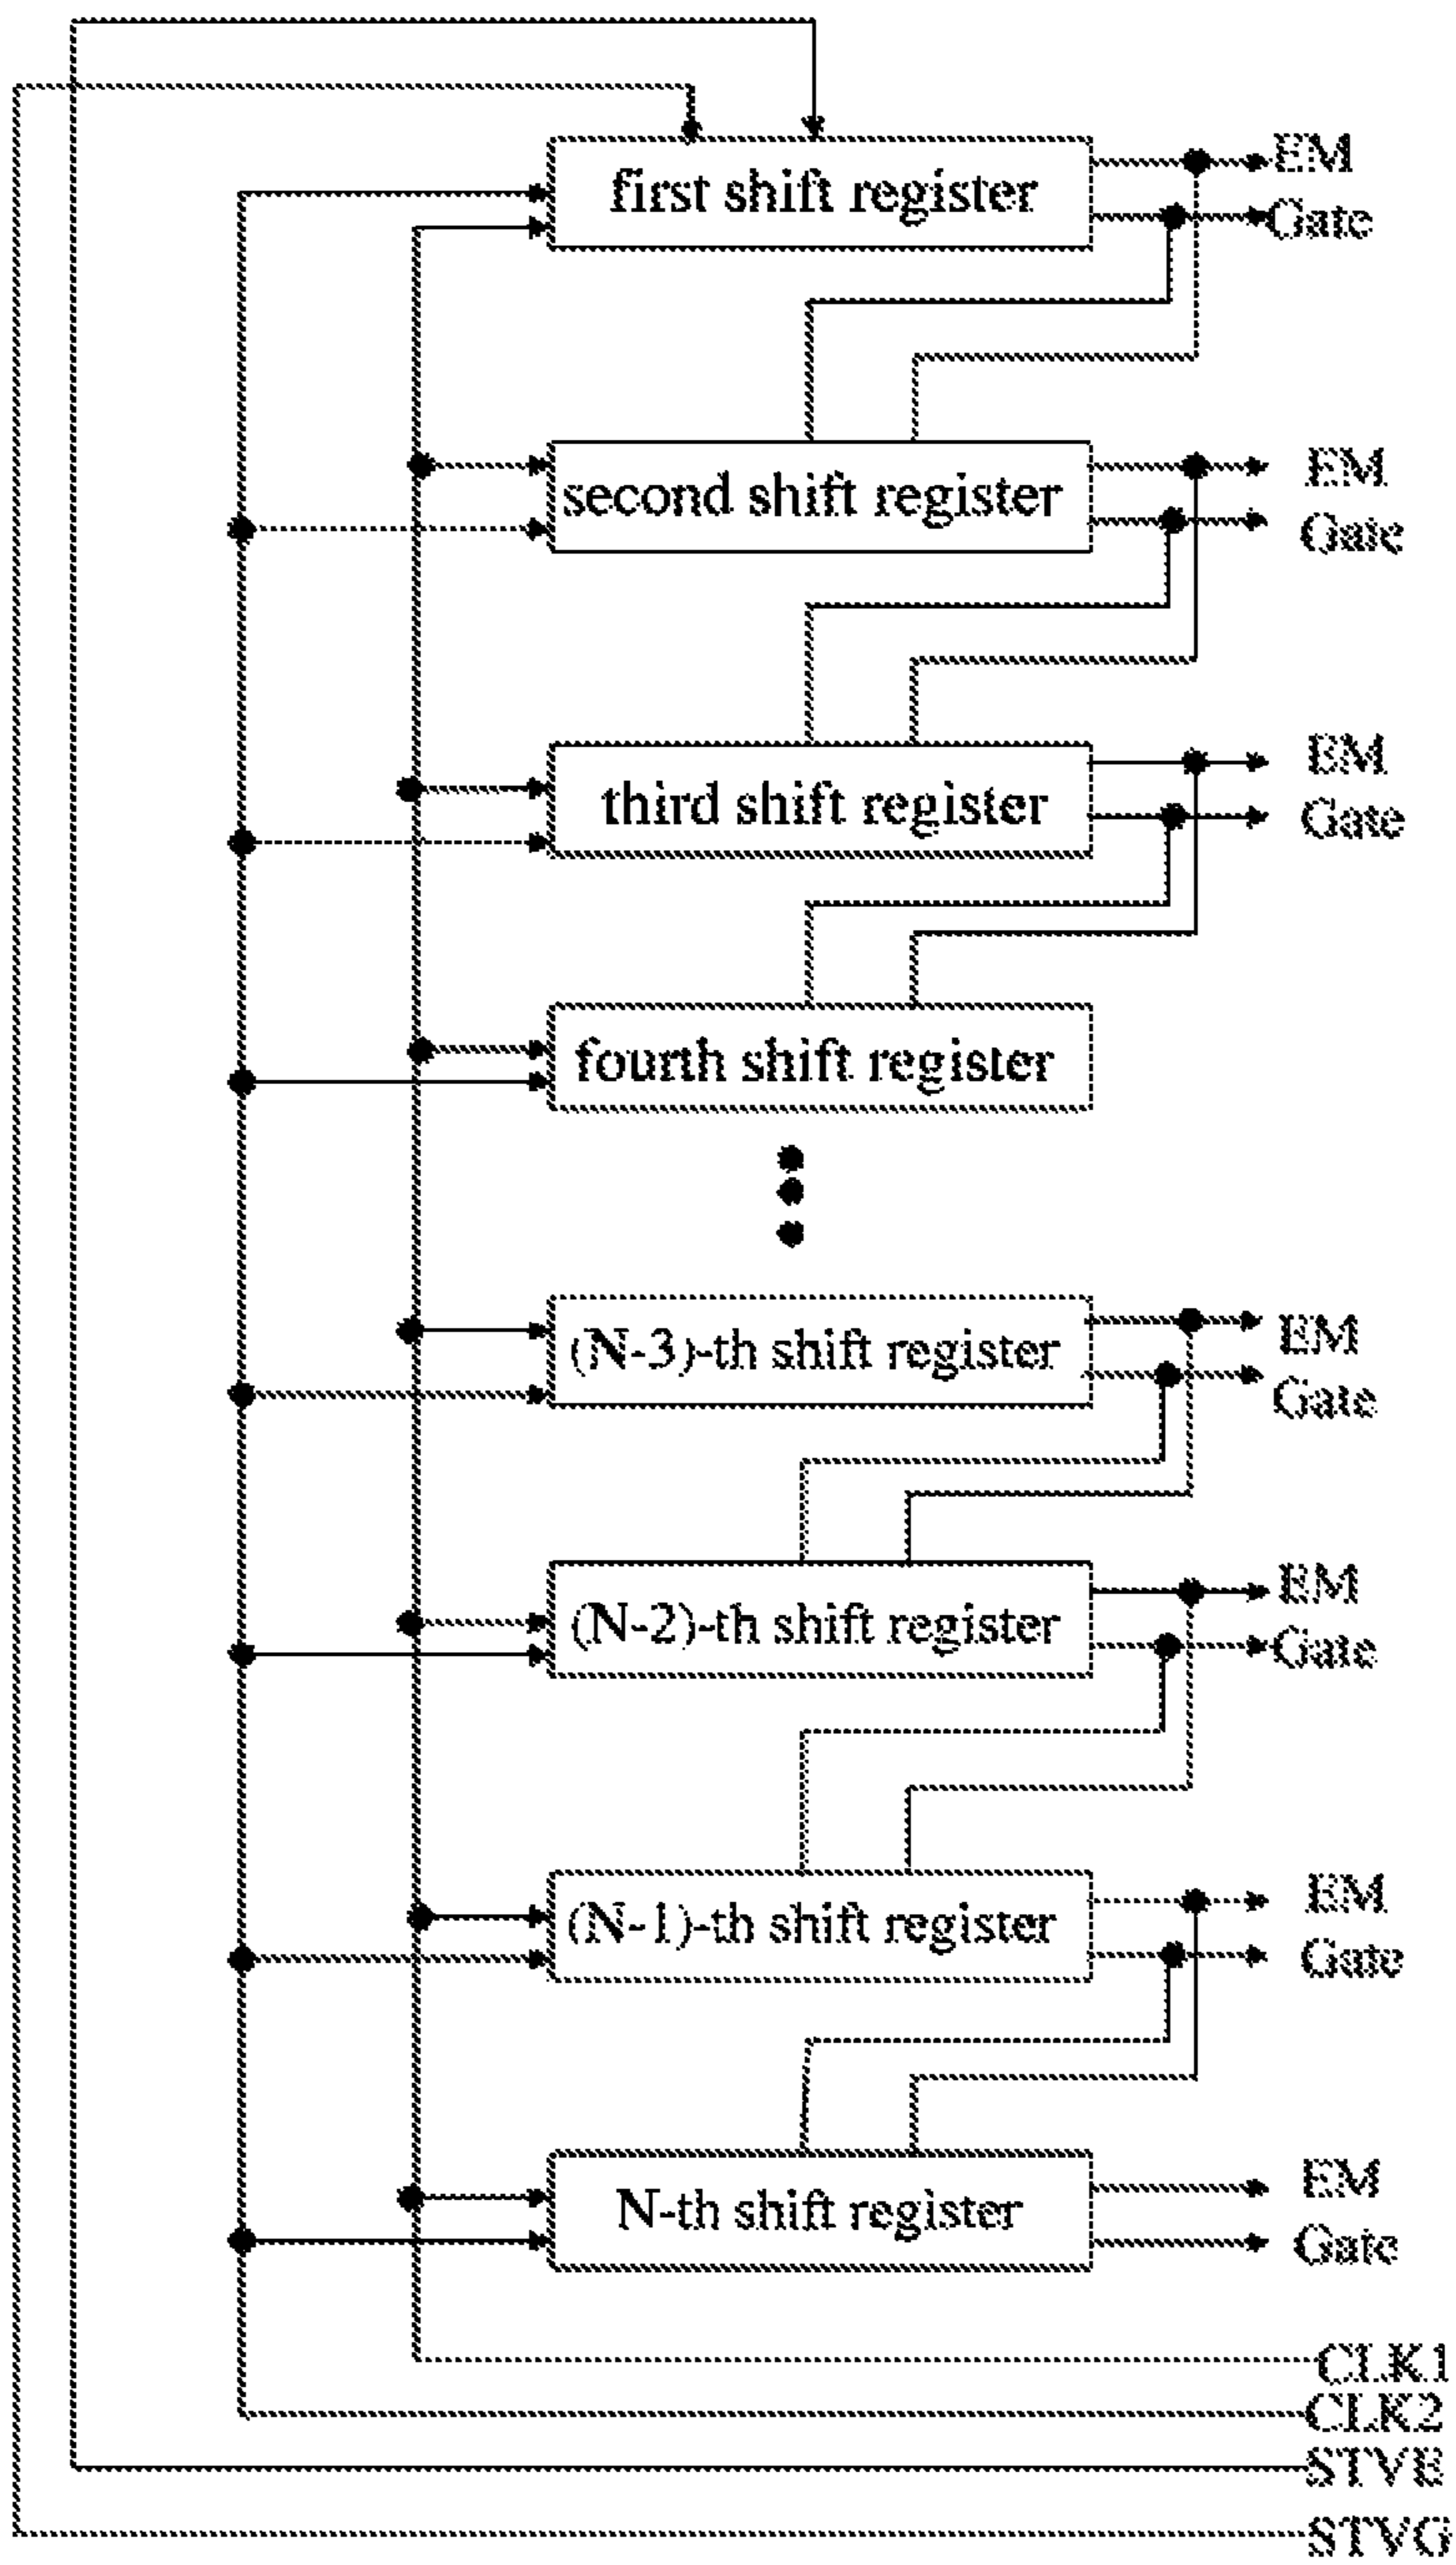 first shift register
EM
Gate
second shift register
EM
Gate
third shift register
EM
Gate
fourth shift register
(N-3)-th shift register
EM
Gate
(N-2)-th shift register
EM
Gate
(N-1)-th shift register
EM
Gate
N-th shift register
EM
Gate
CLK1
CLK2
STVE
STVG